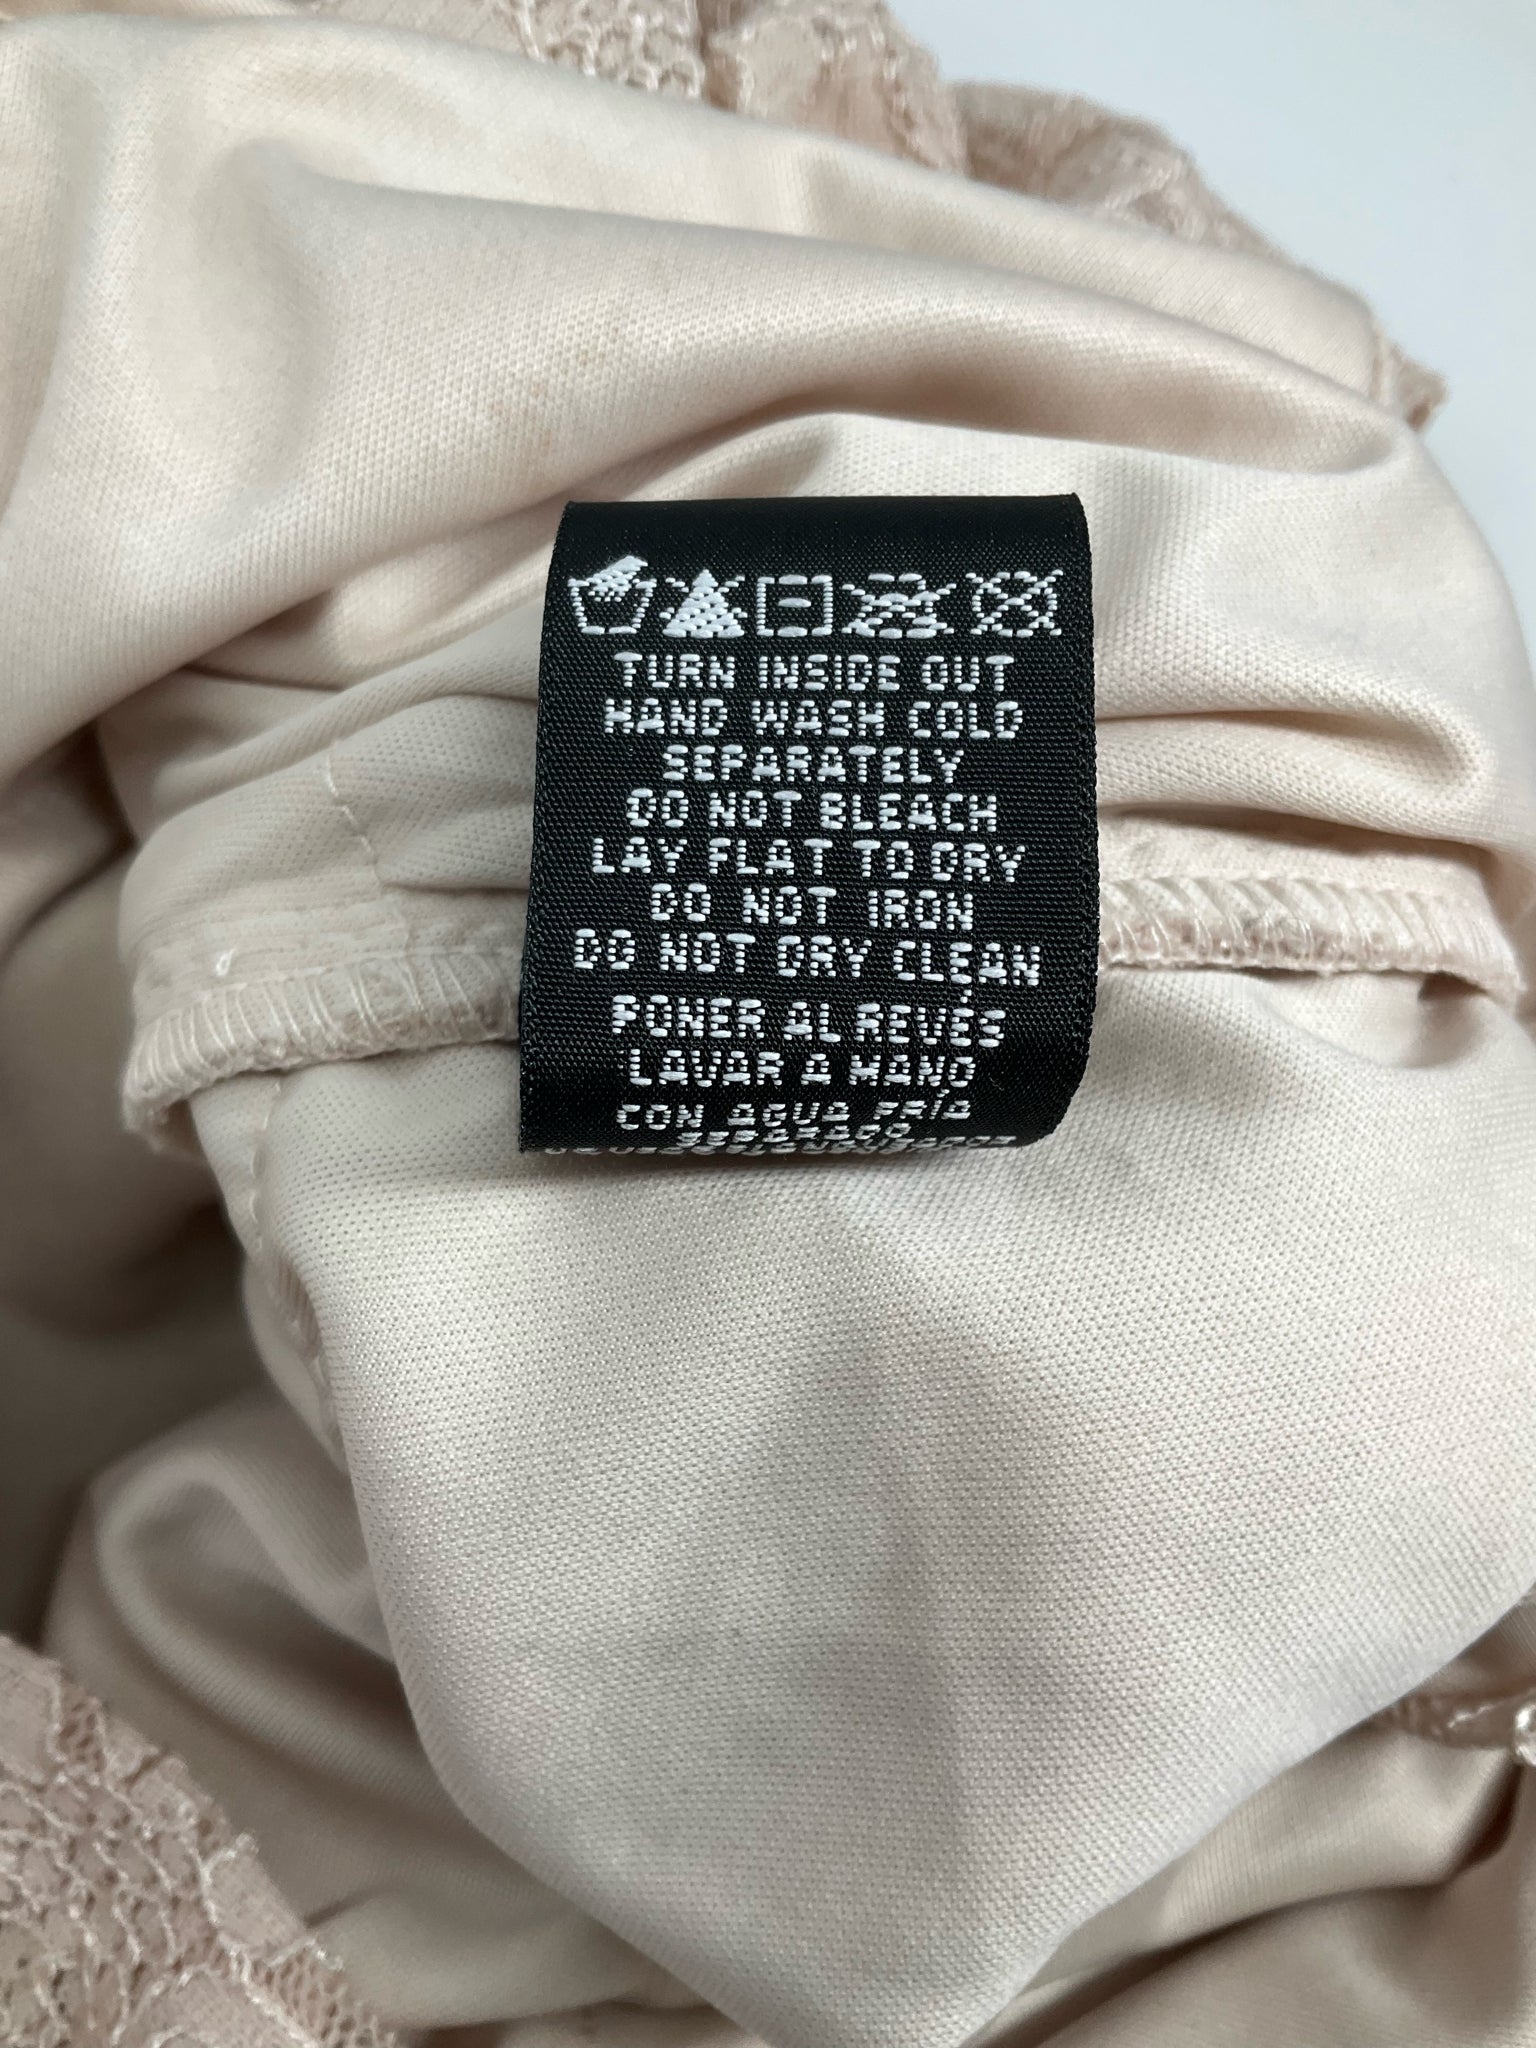 TURN INSIDE OUT
HAND WASH COLD
SEPARATELY
DO NOT BLEACH
LAY FLAT TO DRY
DO NOT IRON
DO NOT DRY CLEAN
PONER AL REVÉS
LAVAR A MANO
CON AGUA FRÍA